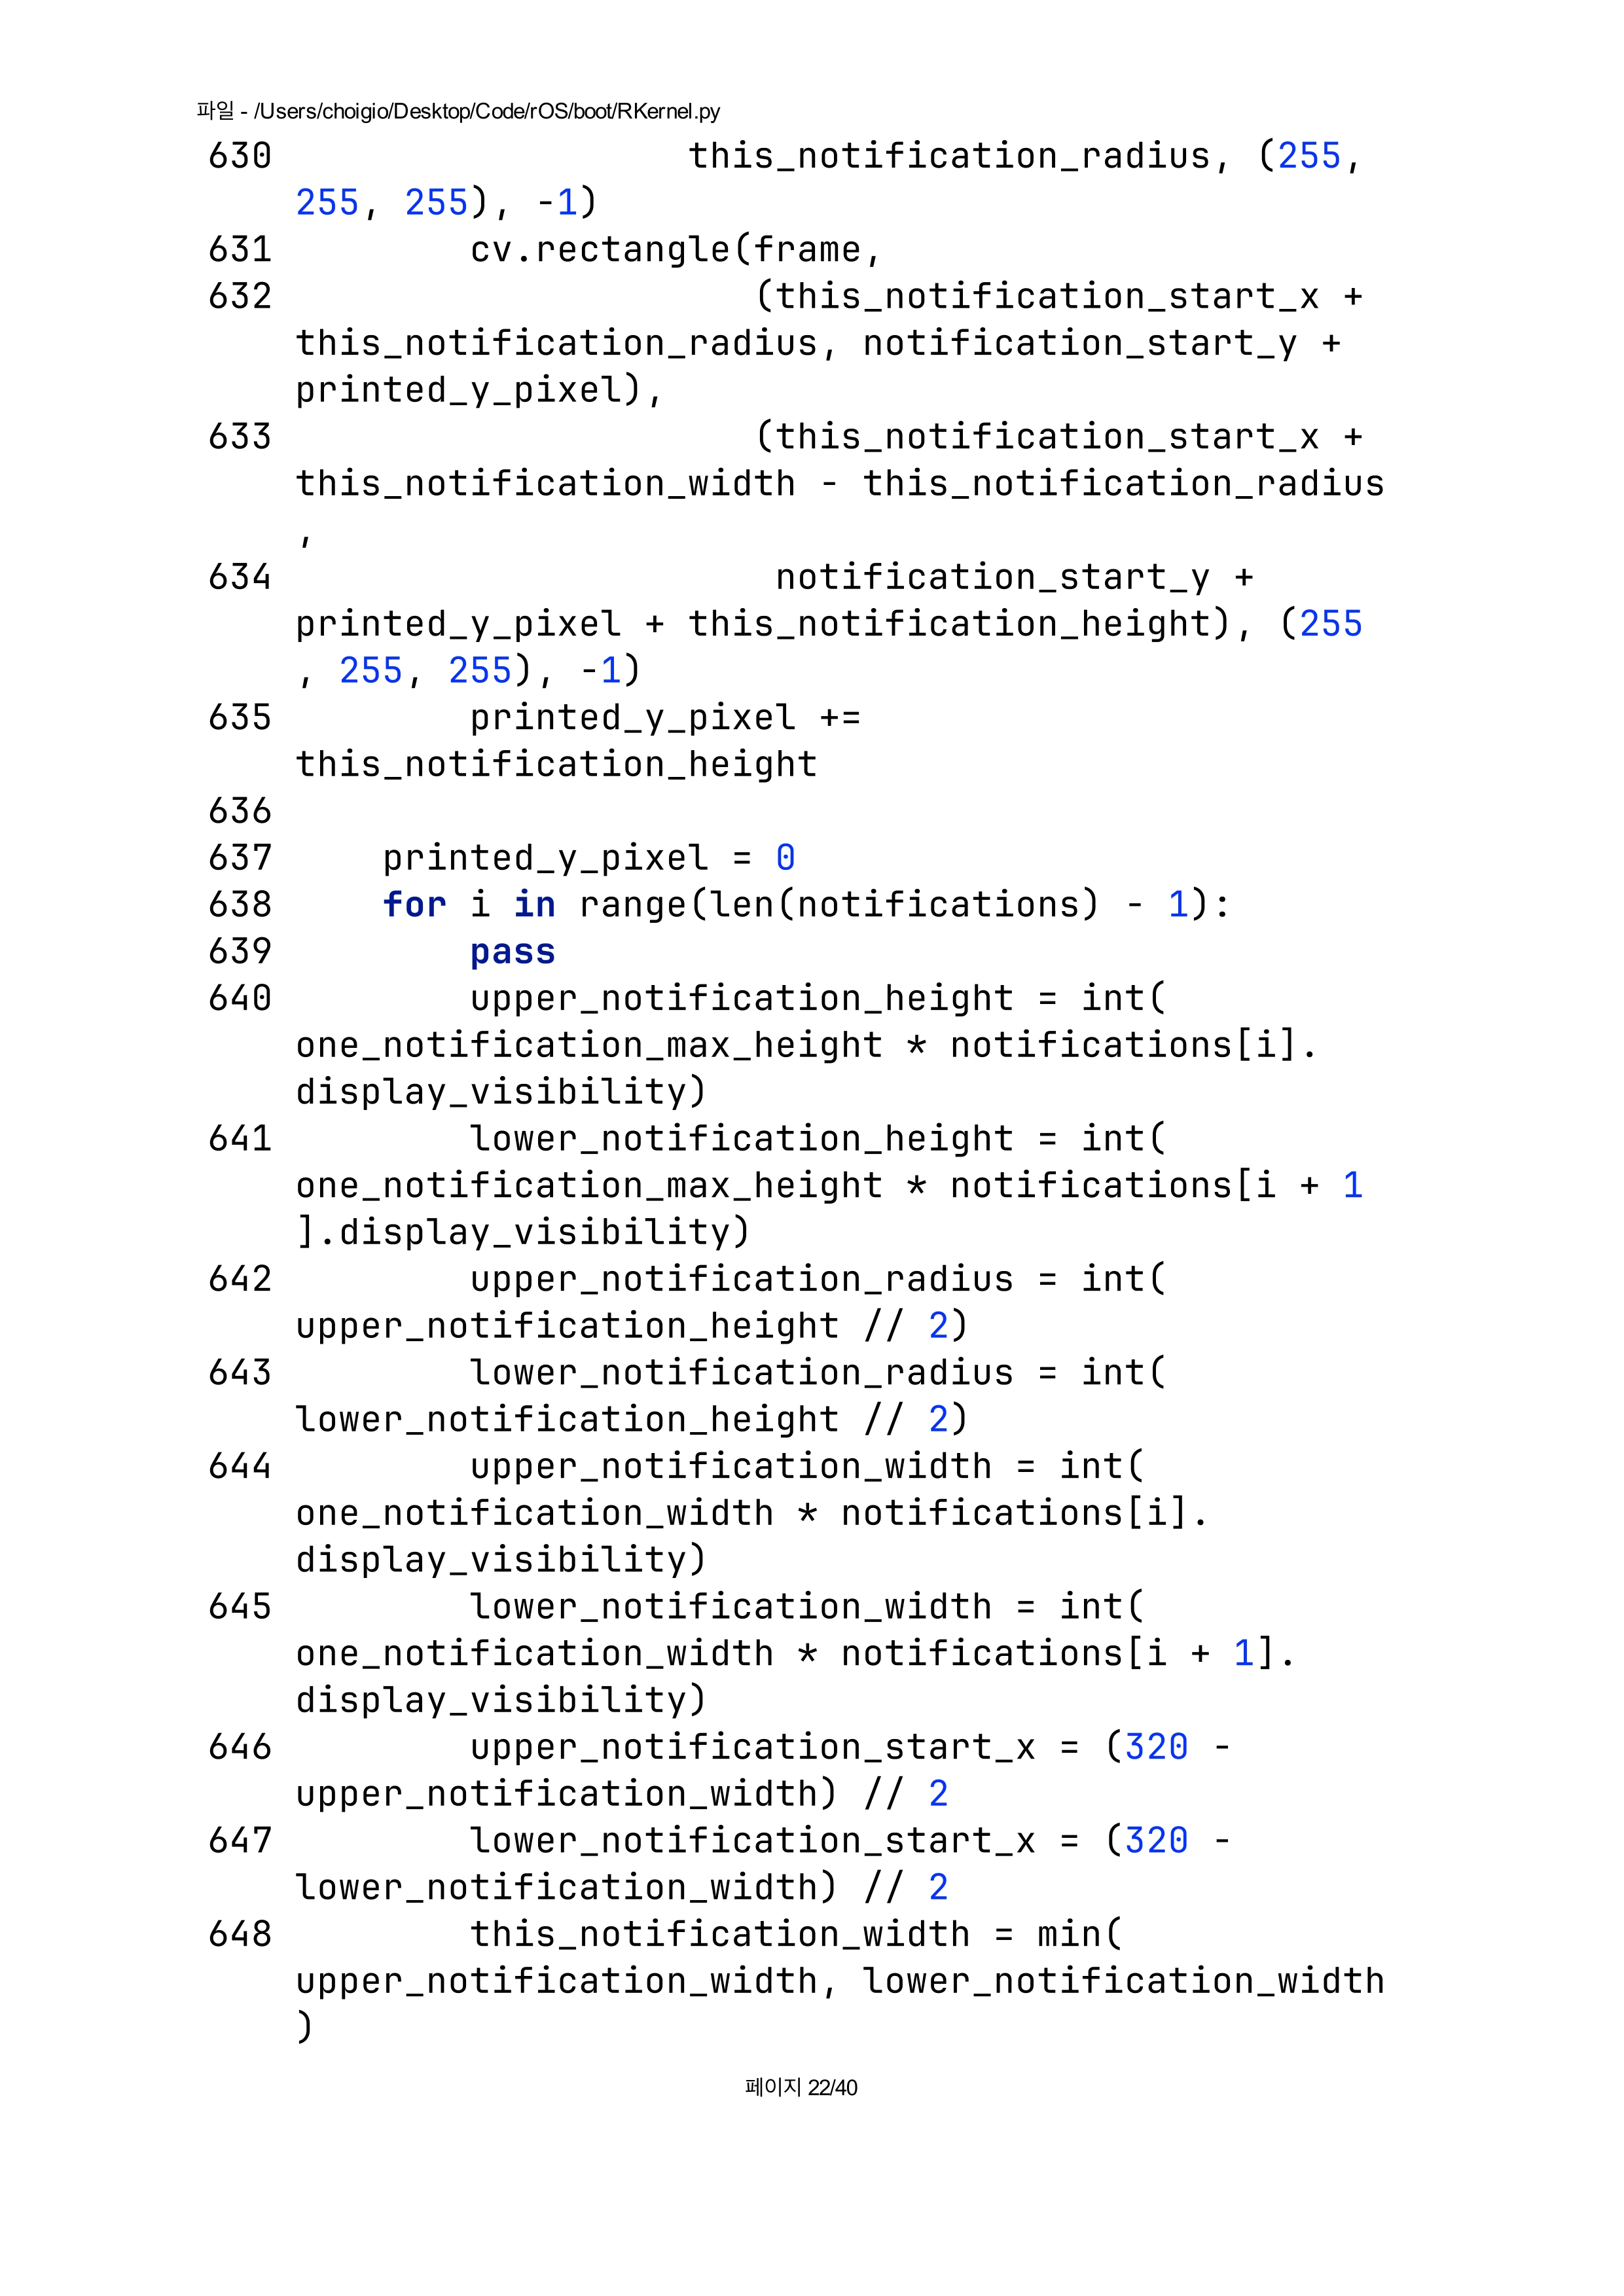 파일 - /Users/choigio/Desktop/Code/rOS/boot/RKernel.py
630                   this_notification_radius, (255,
    255, 255), -1)
631         cv.rectangle(frame,
632                      (this_notification_start_x +
    this_notification_radius, notification_start_y +
    printed_y_pixel),
633                      (this_notification_start_x +
    this_notification_width - this_notification_radius
    ,
634                       notification_start_y +
    printed_y_pixel + this_notification_height), (255
    , 255, 255), -1)
635         printed_y_pixel +=
    this_notification_height
636
637     printed_y_pixel = 0
638     for i in range(len(notifications) - 1):
639         pass
640         upper_notification_height = int(
    one_notification_max_height * notifications[i].
    display_visibility)
641         lower_notification_height = int(
    one_notification_max_height * notifications[i + 1
    ].display_visibility)
642         upper_notification_radius = int(
    upper_notification_height // 2)
643         lower_notification_radius = int(
    lower_notification_height // 2)
644         upper_notification_width = int(
    one_notification_width * notifications[i].
    display_visibility)
645         lower_notification_width = int(
    one_notification_width * notifications[i + 1].
    display_visibility)
646         upper_notification_start_x = (320 -
    upper_notification_width) // 2
647         lower_notification_start_x = (320 -
    lower_notification_width) // 2
648         this_notification_width = min(
    upper_notification_width, lower_notification_width
    )
페이지 22/40